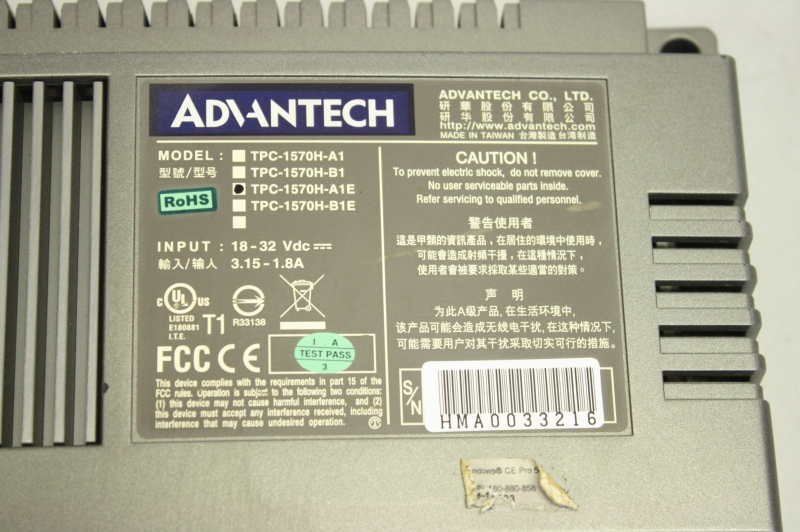 ADVANTECH
ADVANTECH CO., LTD.
研華股份有限公司
研华股份有限公司
http://www.advantech.com
MADE IN TAIWAN 台灣製造 台湾制造
MODEL : TPC-1570H-A1
型號/型号 TPC-1570H-B1
TPC-1570H-A1E
RoHS
TPC-1570H-B1E
INPUT : 18-32 Vdc
輸入/输入 3.15-1.8A
C UL US
LISTED
E180881
I.T.E.
T1
R33138
FCC CE
I A
TEST PASS
3
This device complies with the requirements in part 15 of the
FCC rules. Operation is subject to the following two conditions:
(1) this device may not cause harmful interference, and (2)
this device must accept any interference received, including
interference that may cause undesired operation.
CAUTION !
To prevent electric shock, do not remove cover.
No user serviceable parts inside.
Refer servicing to qualified personnel.
警告使用者
這是甲類的資訊產品，在居住的環境中使用時，
可能會造成射頻干擾，在這種情況下，
使用者會被要求採取某些適當的對策。
声 明
为此A级产品，在生活环境中，
该产品可能会造成无线电干扰，在这种情况下，
可能需要用户对其干扰采取切实可行的措施。
S/N
HMA0033216
ndows® CE Pro 5
180-880-858